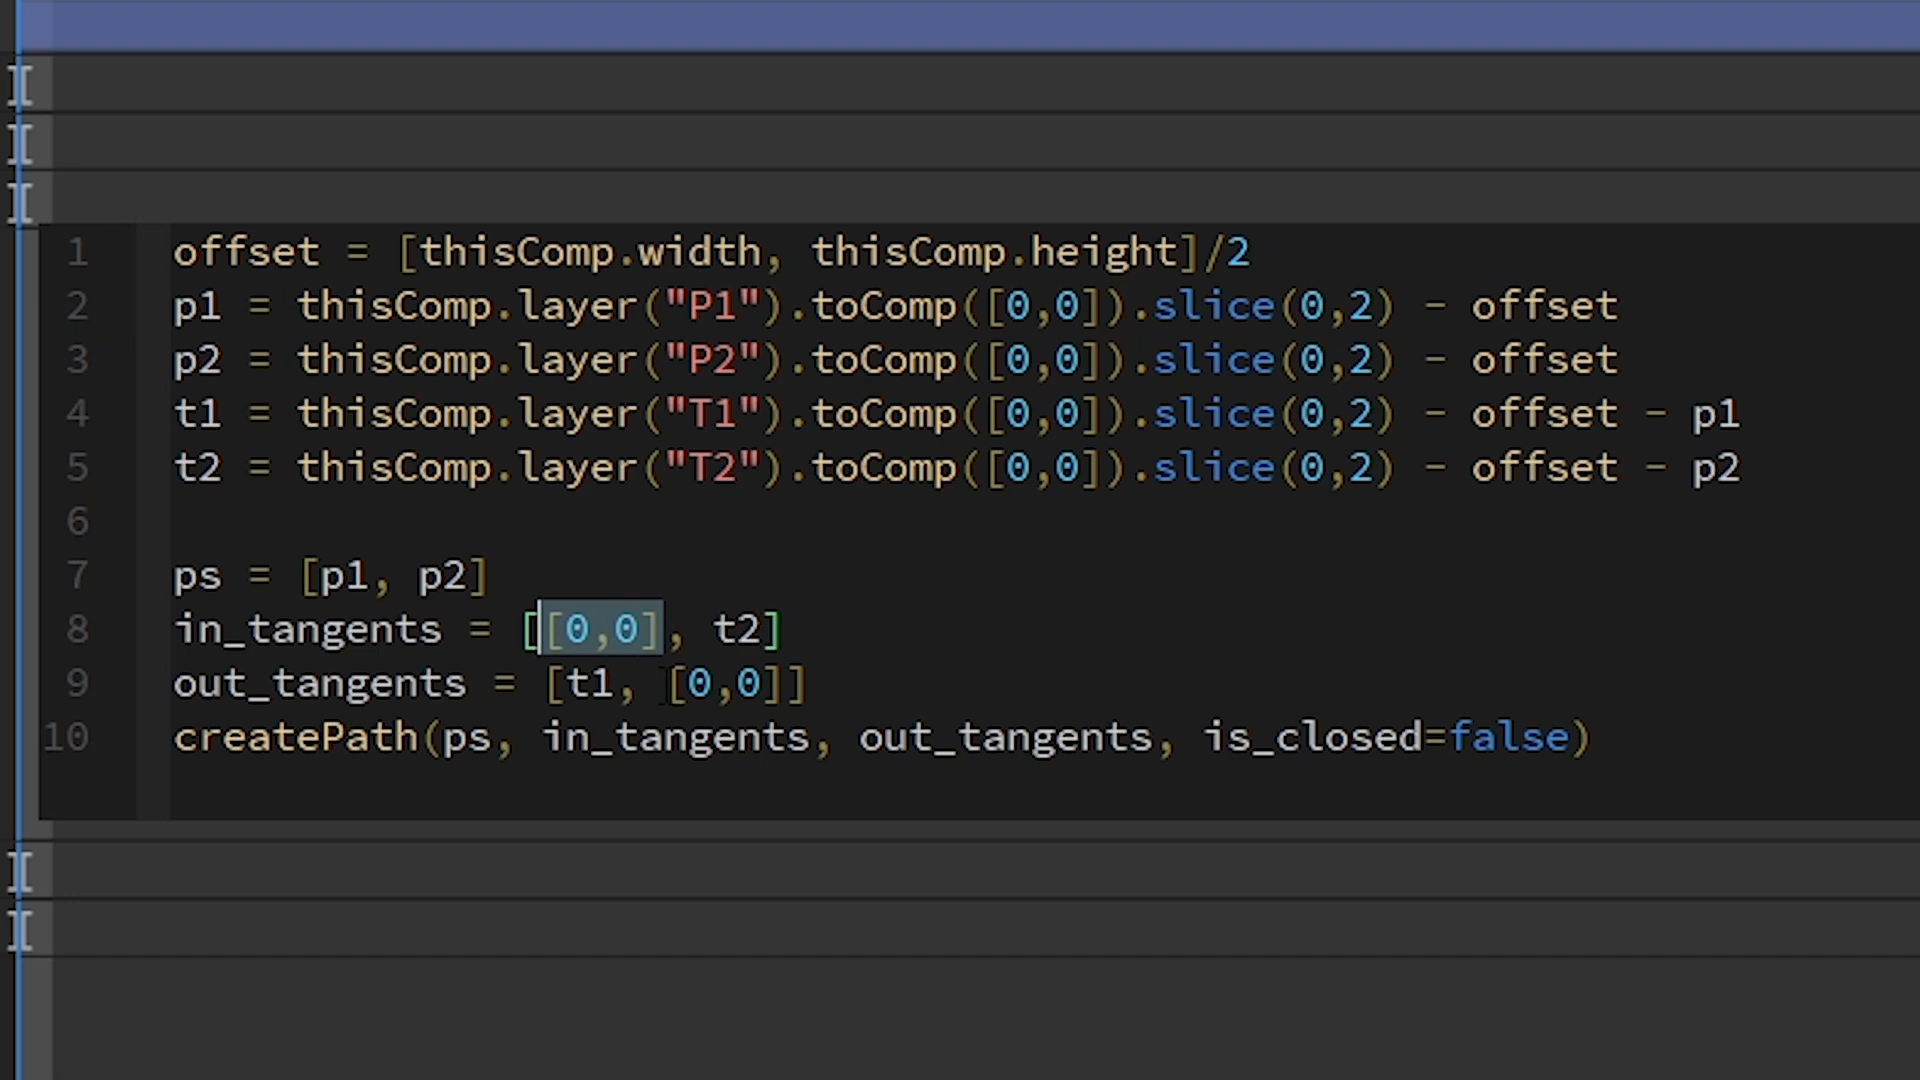 1 offset = [thisComp.width, thisComp.height]/2
2 p1 = thisComp.layer("P1").toComp([0,0]).slice(0,2) - offset
3 p2 = thisComp.layer("P2").toComp([0,0]).slice(0,2) - offset
4 t1 = thisComp.layer("T1").toComp([0,0]).slice(0,2) - offset - p1
5 t2 = thisComp.layer("T2").toComp([0,0]).slice(0,2) - offset - p2
6
7 ps = [p1, p2]
8 in_tangents = [[0,0], t2]
9 out_tangents = [t1, [0,0]]
10 createPath(ps, in_tangents, out_tangents, is_closed=false)